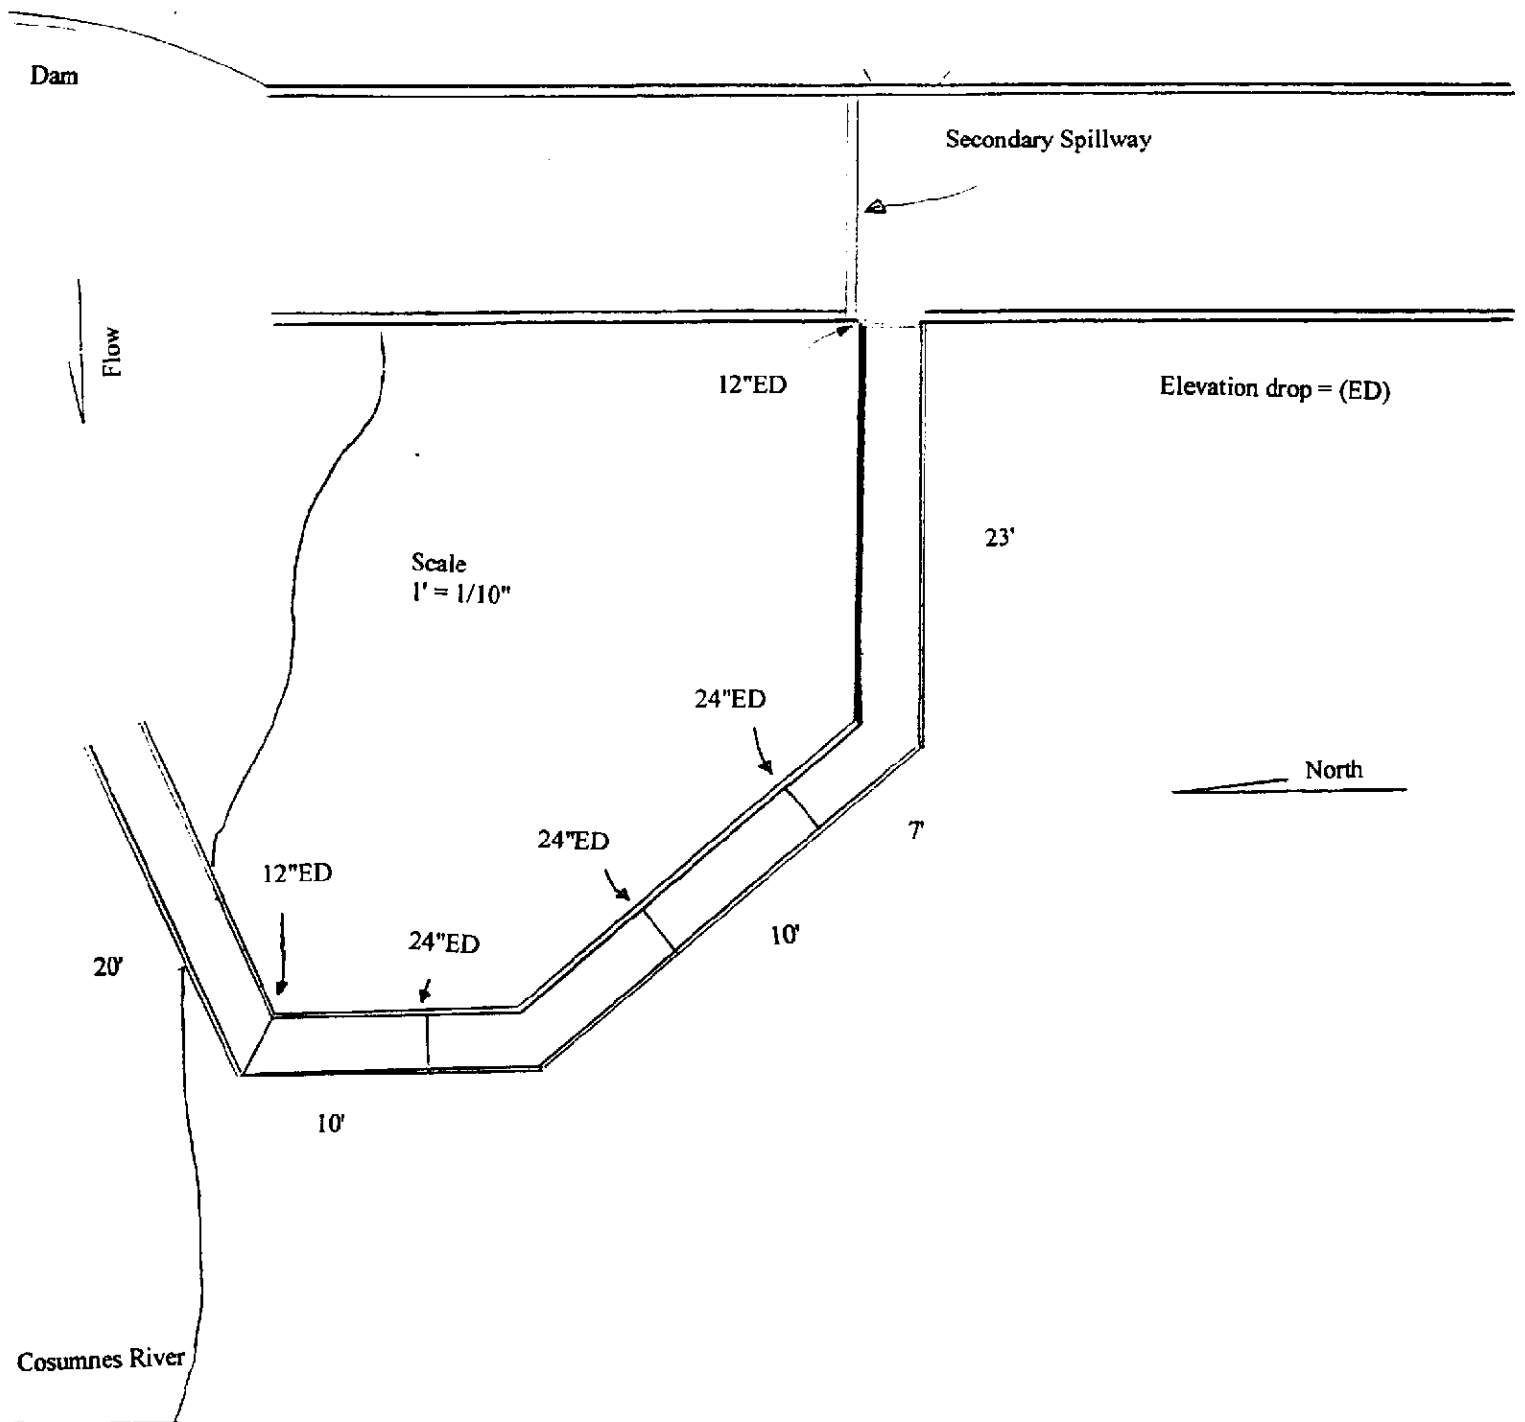 Dam
Secondary Spillway
Flow
12"ED
Elevation drop = (ED)
23'
Scale
1' = 1/10"
24"ED
North
7'
24"ED
12"ED
10'
24"ED
20'
10'
Cosumnes River